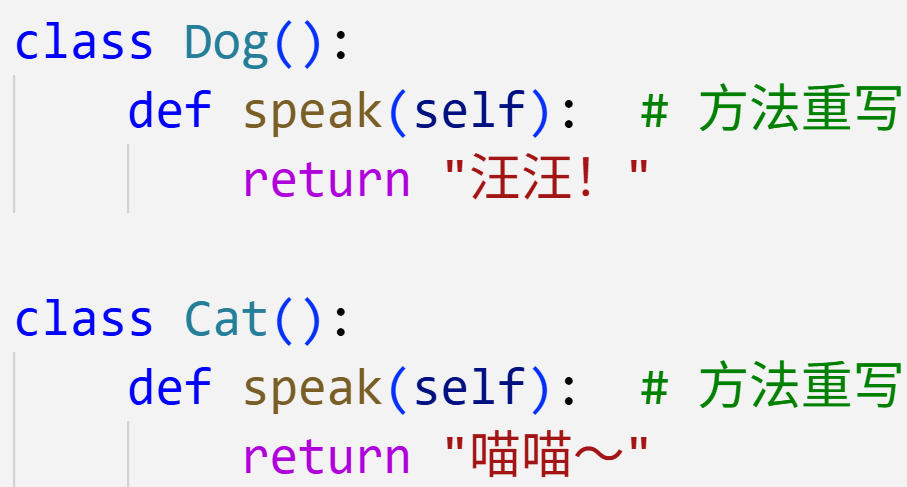 class Dog():
    def speak(self):  # 方法重写
        return "汪汪！"
class Cat():
    def speak(self):  # 方法重写
        return "喵喵～"